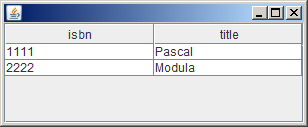 isbn title
1111 Pascal
2222 Modula